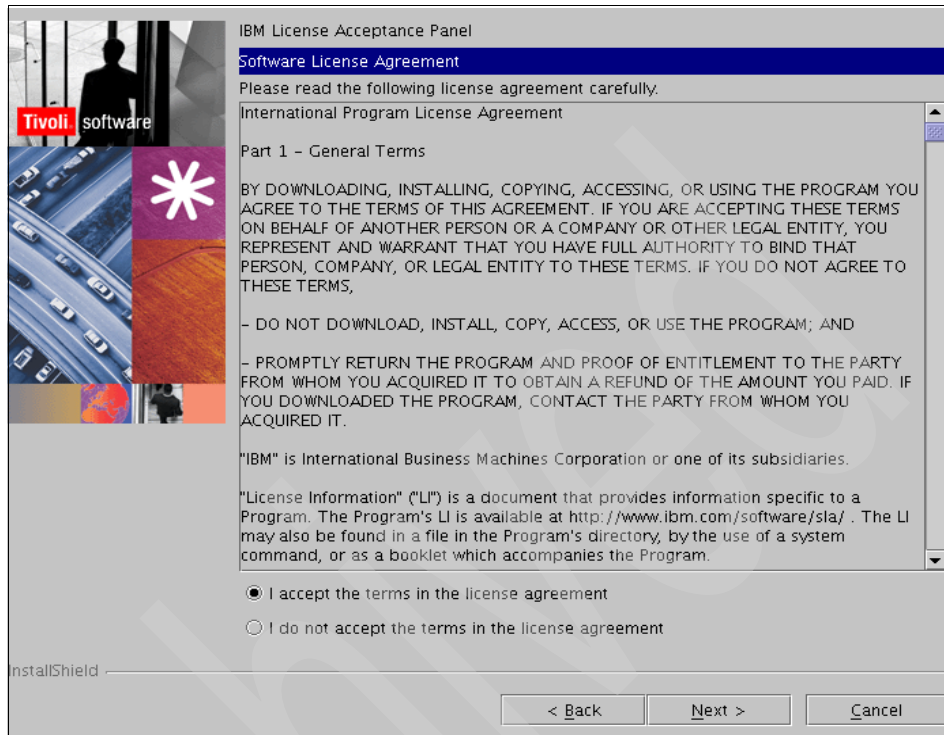 IBM License Acceptance Panel
Software License Agreement
Please read the following license agreement carefully.
Tivoli software
International Program License Agreement
Part 1 – General Terms
BY DOWNLOADING, INSTALLING, COPYING, ACCESSING, OR USING THE PROGRAM YOU
AGREE TO THE TERMS OF THIS AGREEMENT. IF YOU ARE ACCEPTING THESE TERMS
ON BEHALF OF ANOTHER PERSON OR A COMPANY OR OTHER LEGAL ENTITY, YOU
REPRESENT AND WARRANT THAT YOU HAVE FULL AUTHORITY TO BIND THAT
PERSON, COMPANY, OR LEGAL ENTITY TO THESE TERMS. IF YOU DO NOT AGREE TO
THESE TERMS,
– DO NOT DOWNLOAD, INSTALL, COPY, ACCESS, OR USE THE PROGRAM; AND
– PROMPTLY RETURN THE PROGRAM AND PROOF OF ENTITLEMENT TO THE PARTY
FROM WHOM YOU ACQUIRED IT TO OBTAIN A REFUND OF THE AMOUNT YOU PAID. IF
YOU DOWNLOADED THE PROGRAM, CONTACT THE PARTY FROM WHOM YOU
ACQUIRED IT.
"IBM" is International Business Machines Corporation or one of its subsidiaries.
"License Information" ("LI") is a document that provides information specific to a
Program. The Program's LI is available at http://www.ibm.com/software/sla/ . The LI
may also be found in a file in the Program's directory, by the use of a system
command, or as a booklet which accompanies the Program.
I accept the terms in the license agreement
I do not accept the terms in the license agreement
InstallShield
< Back
Next >
Cancel